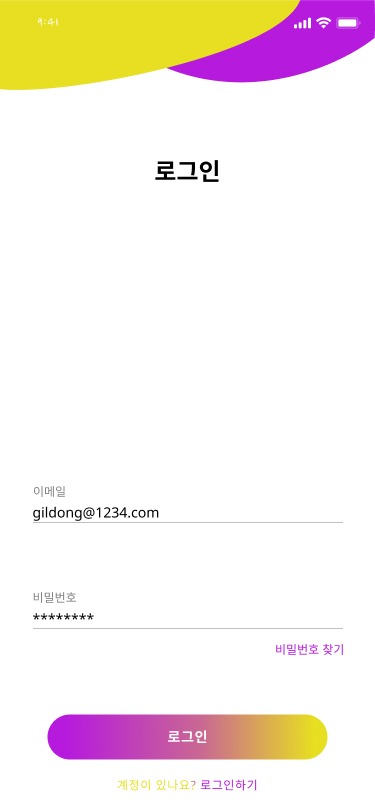 9:41
로그인
이메일
gildong@1234.com
비밀번호
********
비밀번호 찾기
로그인
계정이 있나요? 로그인하기